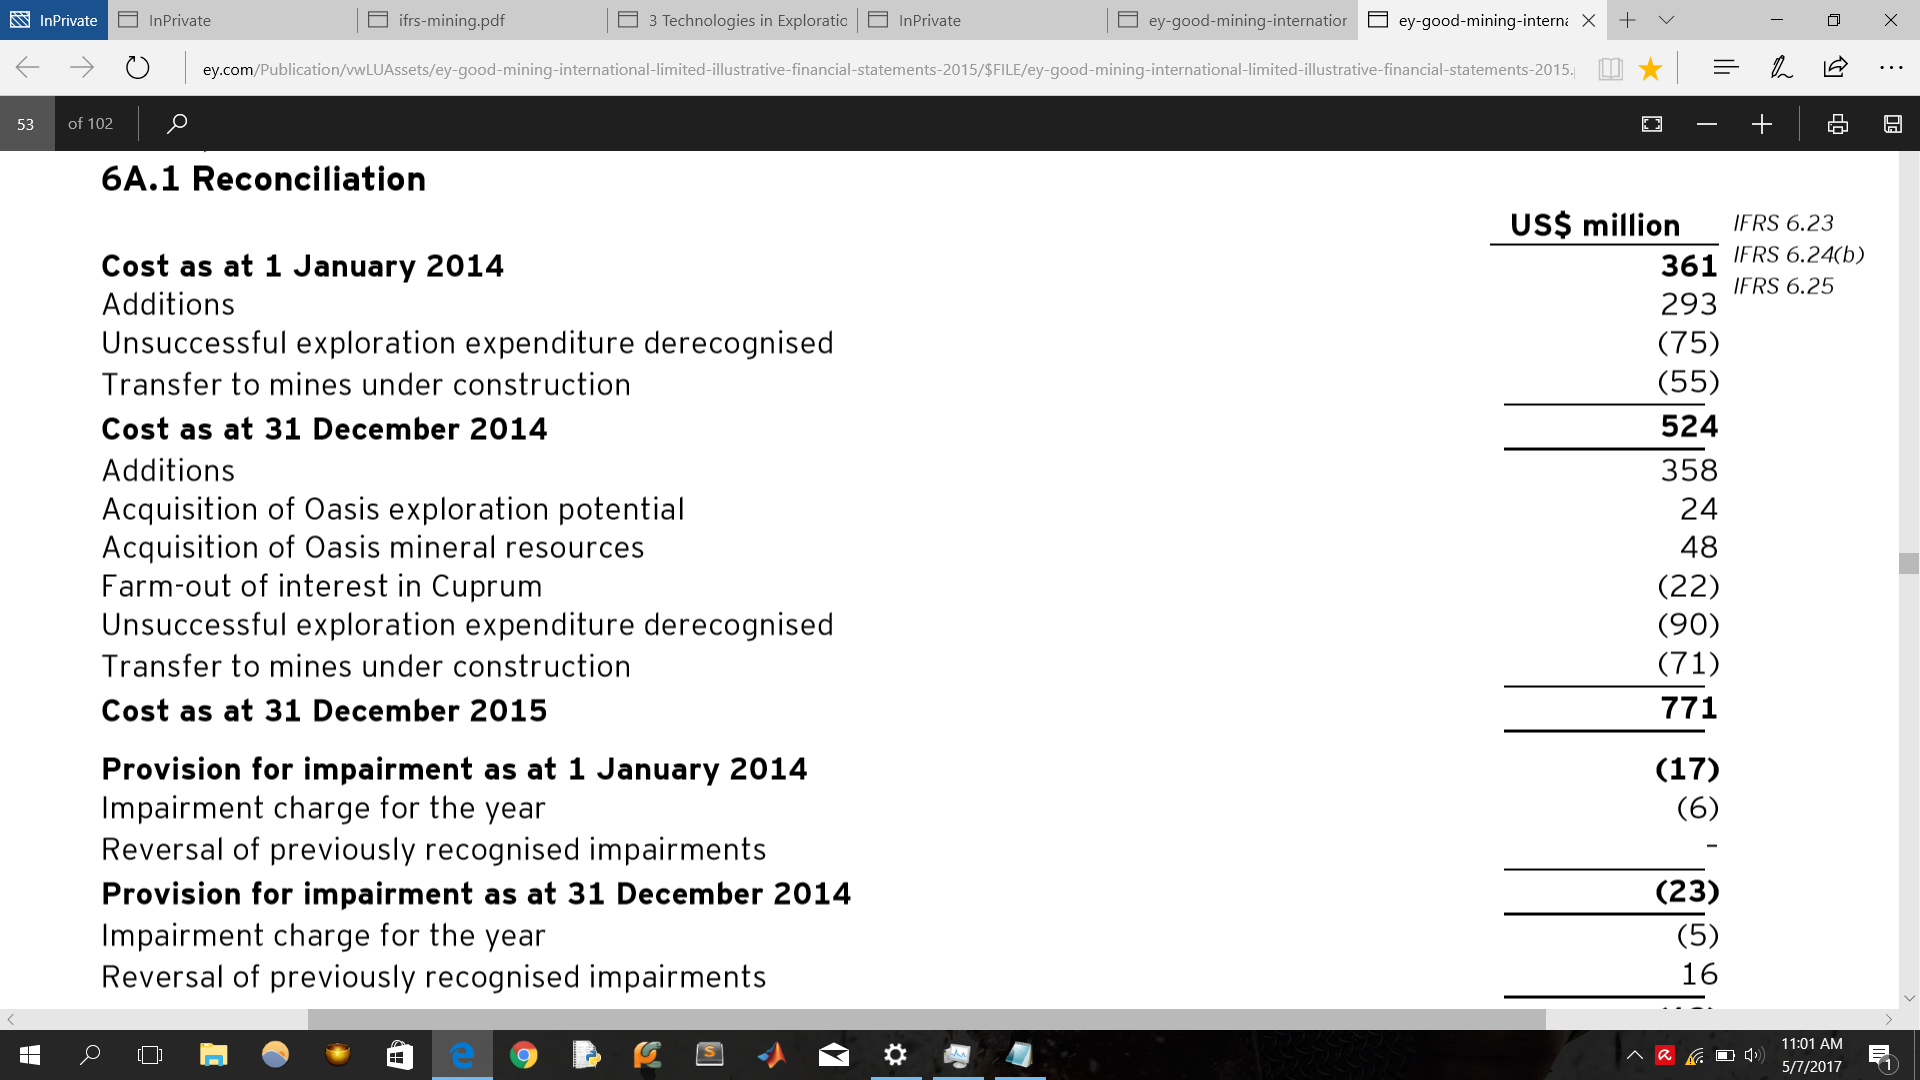 InPrivate InPrivate ifrs-mining.pdf 3 Technologies in Exploratic InPrivate ey-good-mining-internation ey-good-mining-interna
ey.com/Publication/vwLUAssets/ey-good-mining-international-limited-illustrative-financial-statements-2015/$FILE/ey-good-mining-international-limited-illustrative-financial-statements-2015.
53 of 102
6A.1 Reconciliation
US$ million IFRS 6.23
Cost as at 1 January 2014 361 IFRS 6.24(b)
Additions 293 IFRS 6.25
Unsuccessful exploration expenditure derecognised (75)
Transfer to mines under construction (55)
Cost as at 31 December 2014 524
Additions 358
Acquisition of Oasis exploration potential 24
Acquisition of Oasis mineral resources 48
Farm-out of interest in Cuprum (22)
Unsuccessful exploration expenditure derecognised (90)
Transfer to mines under construction (71)
Cost as at 31 December 2015 771
Provision for impairment as at 1 January 2014 (17)
Impairment charge for the year (6)
Reversal of previously recognised impairments -
Provision for impairment as at 31 December 2014 (23)
Impairment charge for the year (5)
Reversal of previously recognised impairments 16
11:01 AM
5/7/2017
1